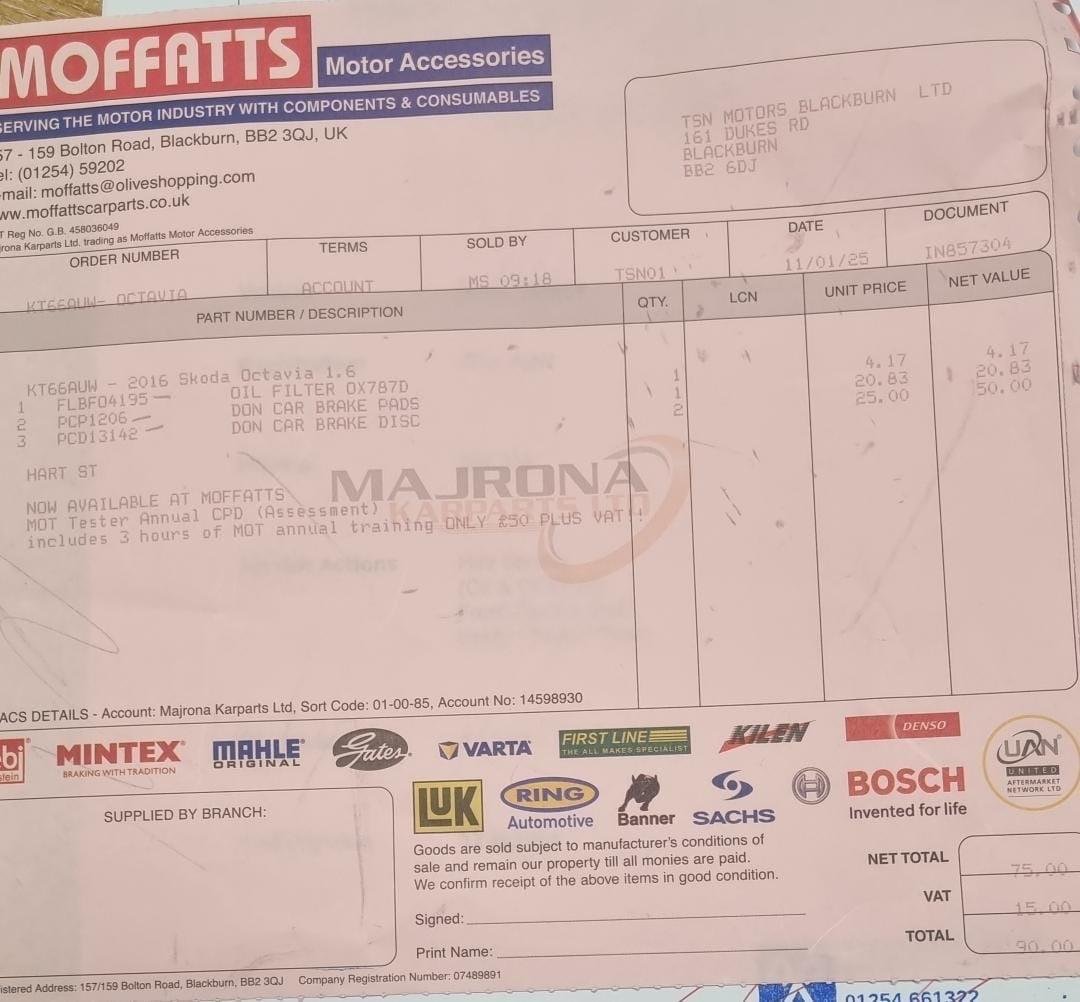 MOFFATTS
Motor Accessories
SERVING THE MOTOR INDUSTRY WITH COMPONENTS & CONSUMABLES
57 - 159 Bolton Road, Blackburn, BB2 3QJ, UK
el: (01254) 59202
-mail: moffatts@oliveshopping.com
ww.moffattscarparts.co.uk
T Reg No. G.B. 458036049
jrona Karparts Ltd. trading as Moffatts Motor Accessories
TSN MOTORS BLACKBURN LTD
161 DUKES RD
BLACKBURN
BB2 6DJ
ORDER NUMBER TERMS SOLD BY CUSTOMER DATE DOCUMENT
KT66AUW- OCTAVIA ACCOUNT MS 09:18 TSN01 11/01/25 IN857304
PART NUMBER / DESCRIPTION QTY. LCN UNIT PRICE NET VALUE
KT66AUW - 2016 Skoda Octavia 1.6
1 FLBF04195 OIL FILTER OX787D 1 4.17 4.17
2 PCP1206 DON CAR BRAKE PADS 1 20.83 20.83
3 PCD13142 DON CAR BRAKE DISC 2 25.00 50.00
HART ST
NOW AVAILABLE AT MOFFATTS
MOT Tester Annual CPD (Assessment)
includes 3 hours of MOT annual training ONLY £50 PLUS VAT!!
MAJRONA
KARPARTS LTD
ACS DETAILS - Account: Majrona Karparts Ltd, Sort Code: 01-00-85, Account No: 14598930
bi
stein
MINTEX
BRAKING WITH TRADITION
MAHLE
ORIGINAL
Gates
VARTA
FIRST LINE
THE ALL MAKES SPECIALIST
KILEN
DENSO
UAN
UNITED
AFTERMARKET
NETWORK LTD
LUK
RING
Automotive
Banner
SACHS
BOSCH
Invented for life
SUPPLIED BY BRANCH:
Goods are sold subject to manufacturer's conditions of
sale and remain our property till all monies are paid.
We confirm receipt of the above items in good condition.
Signed:
Print Name:
NET TOTAL 75.00
VAT 15.00
TOTAL 90.00
istered Address: 157/159 Bolton Road, Blackburn, BB2 3QJ Company Registration Number: 07489891
01254 661322